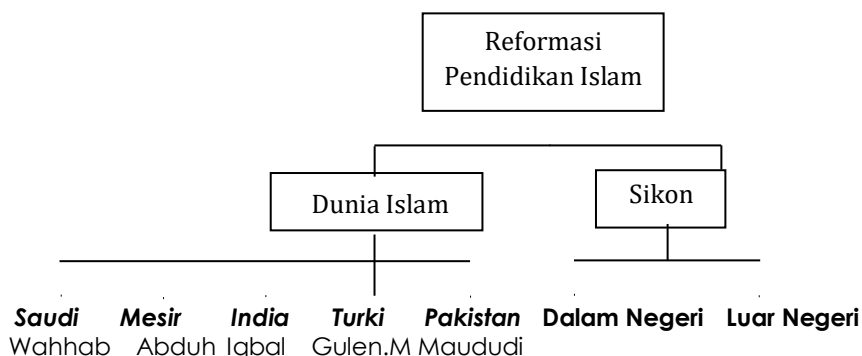 Reformasi
Pendidikan Islam
Dunia Islam
Sikon
Saudi Mesir India Turki Pakistan Dalam Negeri Luar Negeri
Wahhab Abduh Iqbal Gulen.M Maududi